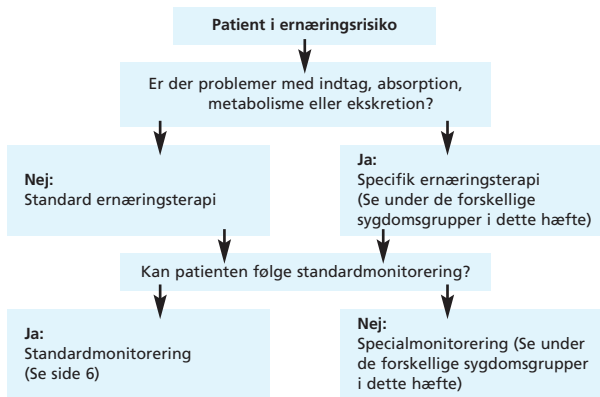 Patient i ernæringsrisiko
Er der problemer med indtag, absorption,
metabolisme eller ekskretion?
Nej:
Standard ernæringsterapi
Ja:
Specifik ernæringsterapi
(Se under de forskellige
sygdomsgrupper i dette hæfte)
Kan patienten følge standardmonitorering?
Ja:
Standardmonitorering
(Se side 6)
Nej:
Specialmonitorering (Se under
de forskellige sygdomsgrupper
i dette hæfte)